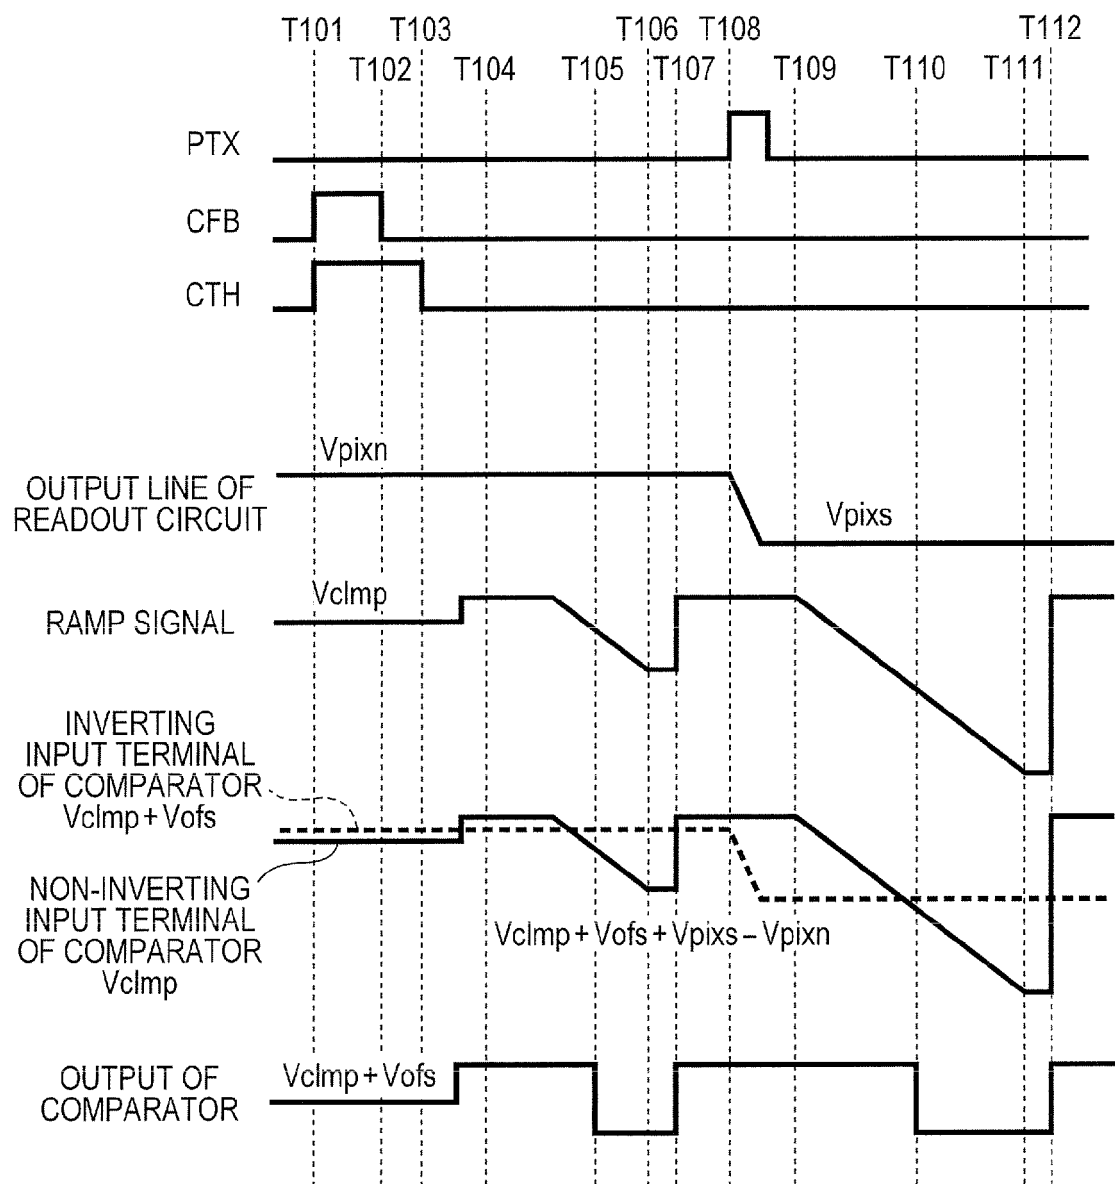 T101 T103 T106 T108 T112
T102 T104 T105 T107 T109 T110 T111
PTX
CFB
CTH
Vpixn
OUTPUT LINE OF
READOUT CIRCUIT
Vpixs
Vclmp
RAMP SIGNAL
INVERTING
INPUT TERMINAL
OF COMPARATOR
Vclmp + Vofs
NON-INVERTING
INPUT TERMINAL
OF COMPARATOR
Vclmp
Vclmp + Vofs + Vpixs – Vpixn
Vclmp + Vofs
OUTPUT OF
COMPARATOR